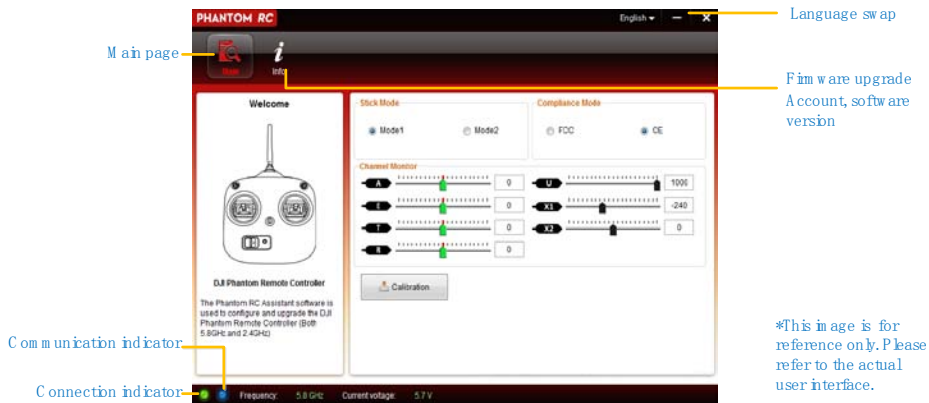 PHANTOM RC
English
Language swap
Main page
Info
Firmware upgrade
Account, software
version
Welcome
Stick Mode
Mode1
Mode2
Compliance Mode
FCC
CE
Channel Monitor
A
0
U
1000
E
0
X1
-240
T
0
X2
0
R
0
Calibration
DJI Phantom Remote Controller
The Phantom RC Assistant software is
used to configure and upgrade the DJI
Phantom Remote Controller (Both
5.8GHz and 2.4GHz)
*This image is for
reference only. Please
refer to the actual
user interface.
Communication indicator
Connection indicator
Frequency:
5.8 GHz
Current voltage:
5.7 V